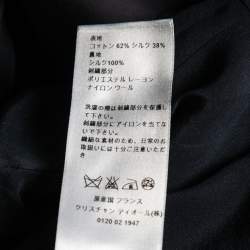 表地
コットン 62% シルク 38%
裏地
シルク100%
刺繍部分
ポリエステル レーヨン
ナイロン ウール
洗濯の際は刺繍部分を保護し
て下さい。
刺繍部分にアイロンを当てな
いで下さい。
繊細な素材のため、日常のお
取扱いには十分ご注意くださ
い
原産国 フランス
クリスチャン ディオール(株)
0120 02 1947